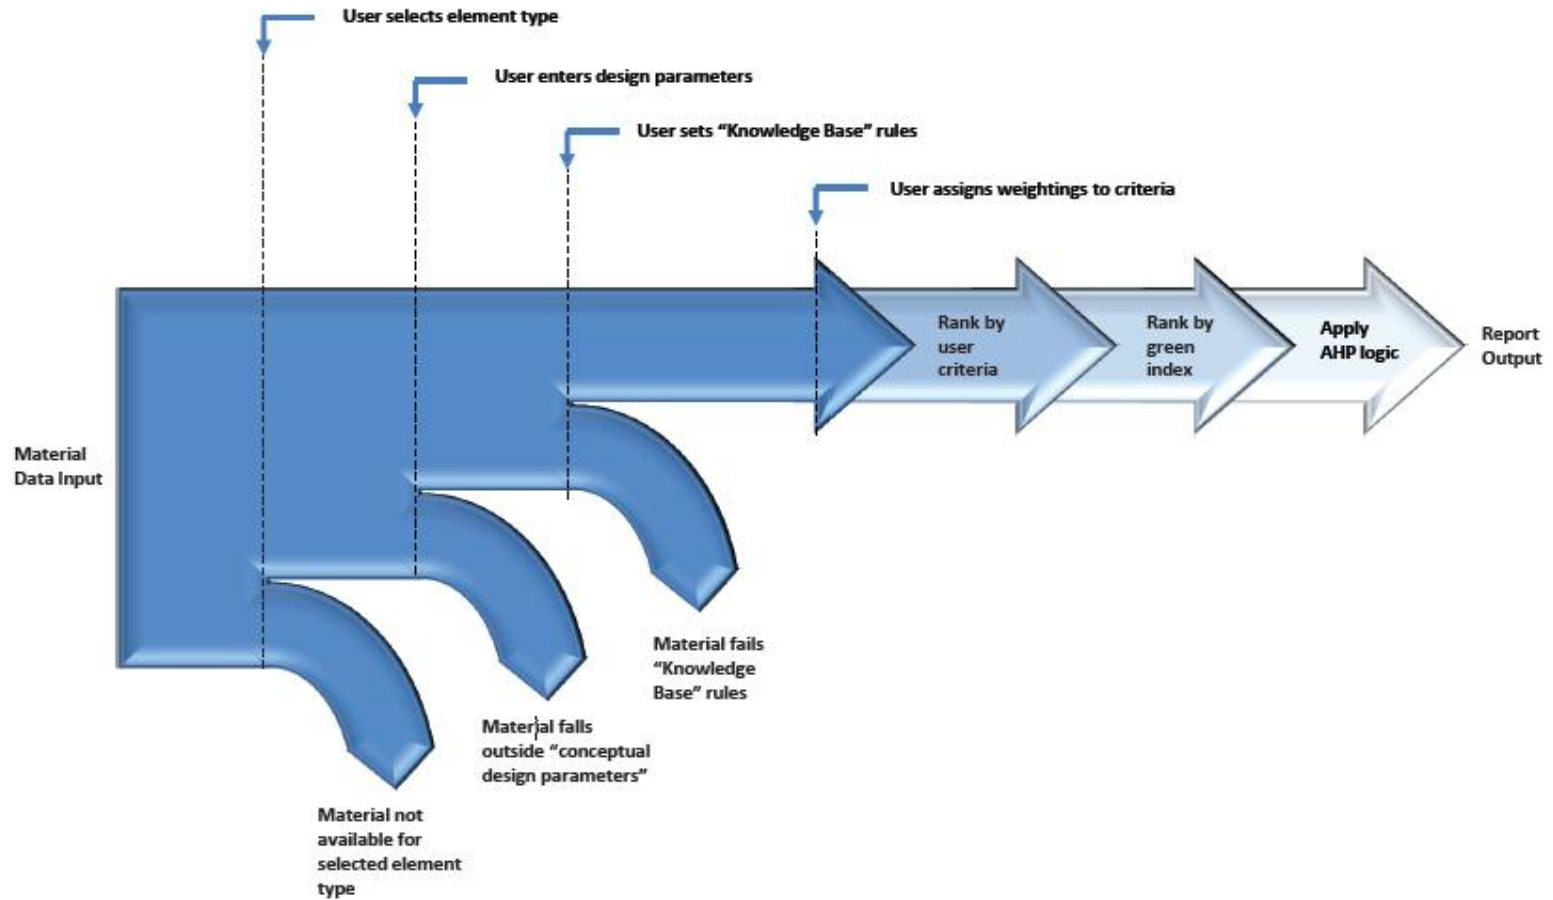 User selects element type
User enters design parameters
User sets “Knowledge Base” rules
User assigns weightings to criteria
Rank by
user
criteria
Rank by
green
index
Apply
AHP logic
Report
Output
Material
Data Input
Material fails
“Knowledge
Base” rules
Material falls
outside “conceptual
design parameters”
Material not
available for
selected element
type